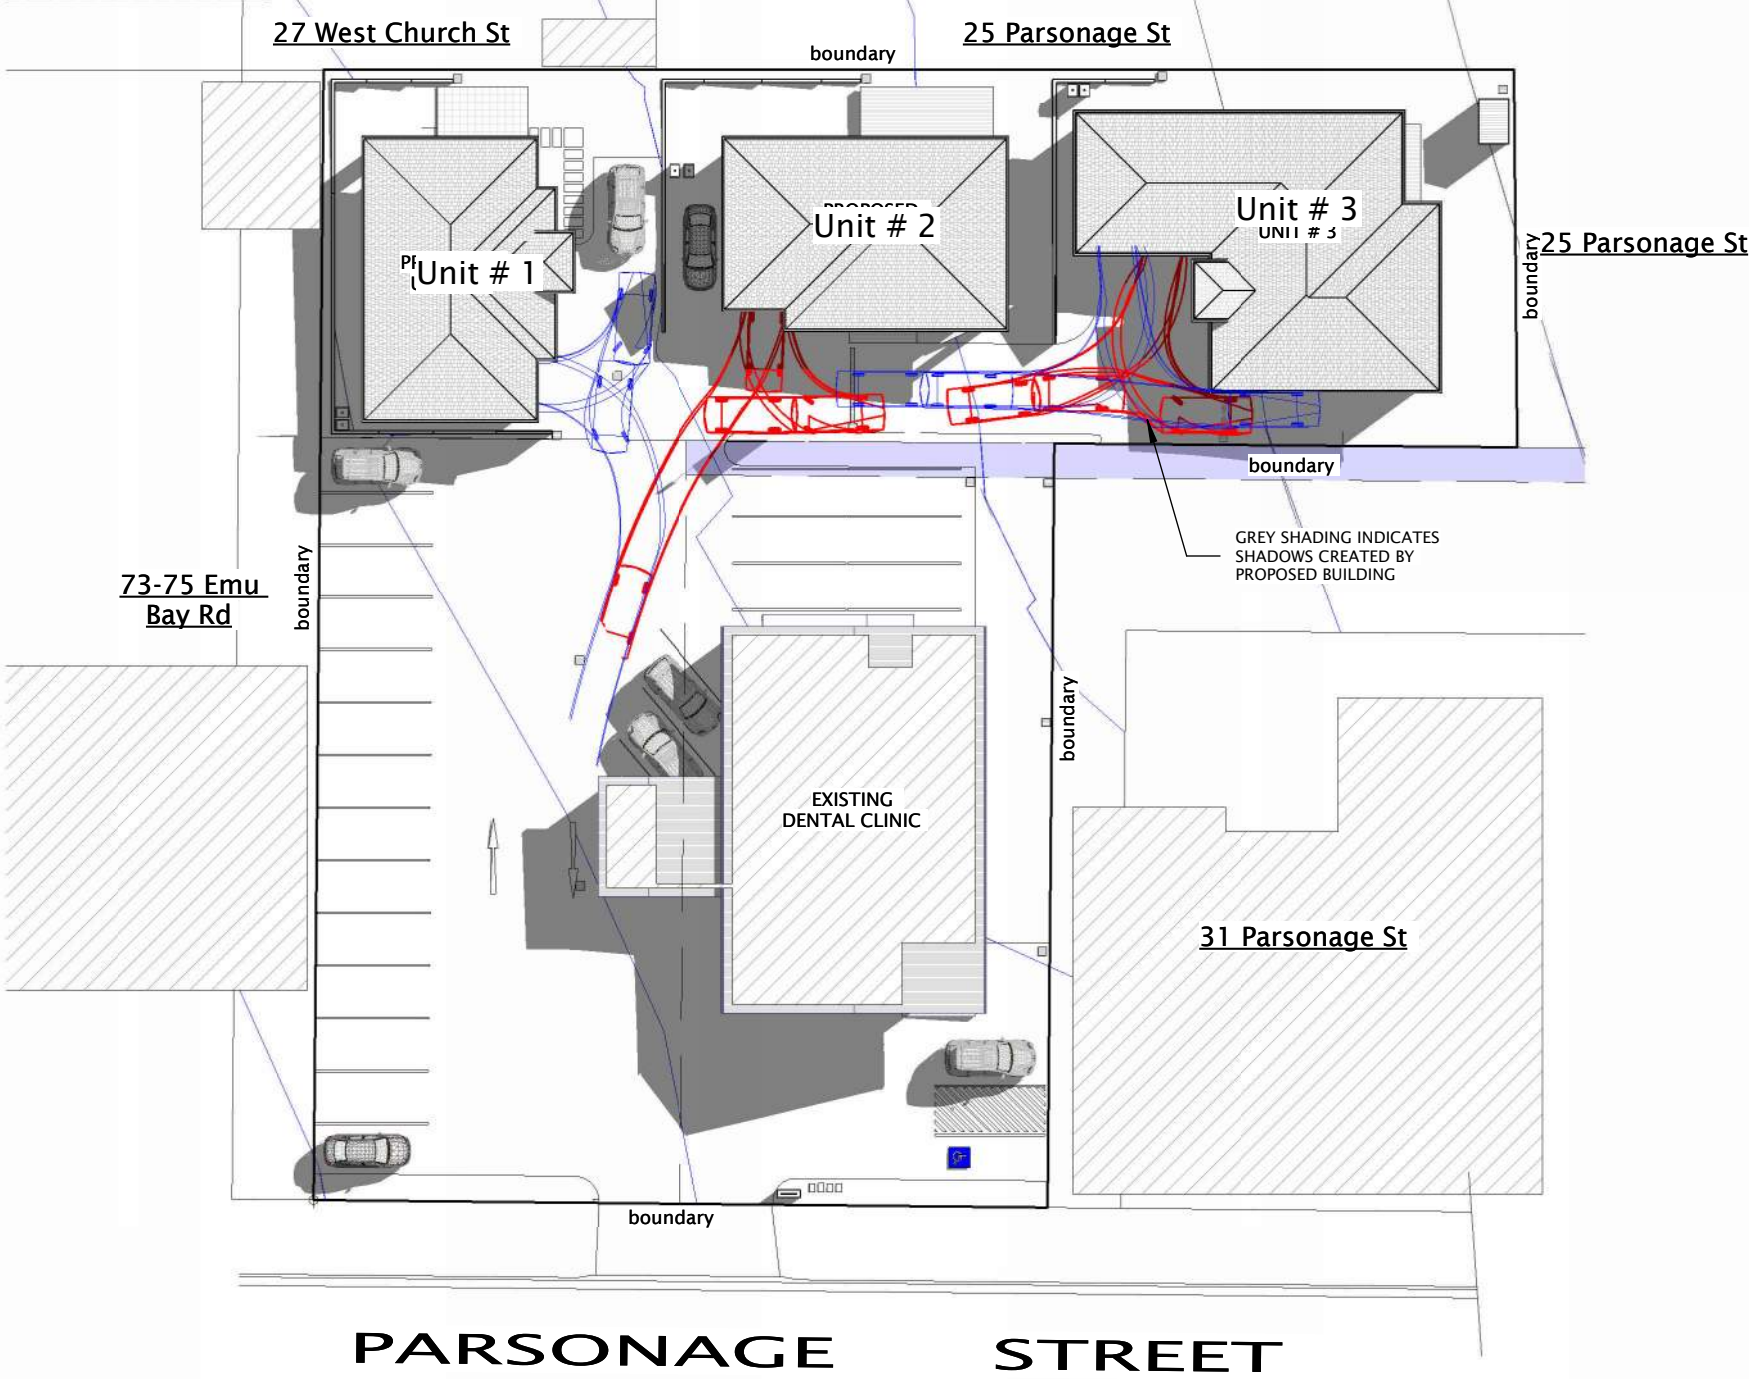 27 West Church St
25 Parsonage St
boundary
PROPOSED
Unit # 2
Unit # 3
UNIT # 3
Unit # 1
25 Parsonage St
boundary
boundary
GREY SHADING INDICATES
SHADOWS CREATED BY
PROPOSED BUILDING
73-75 Emu
Bay Rd
boundary
boundary
EXISTING
DENTAL CLINIC
31 Parsonage St
boundary
PARSONAGE STREET